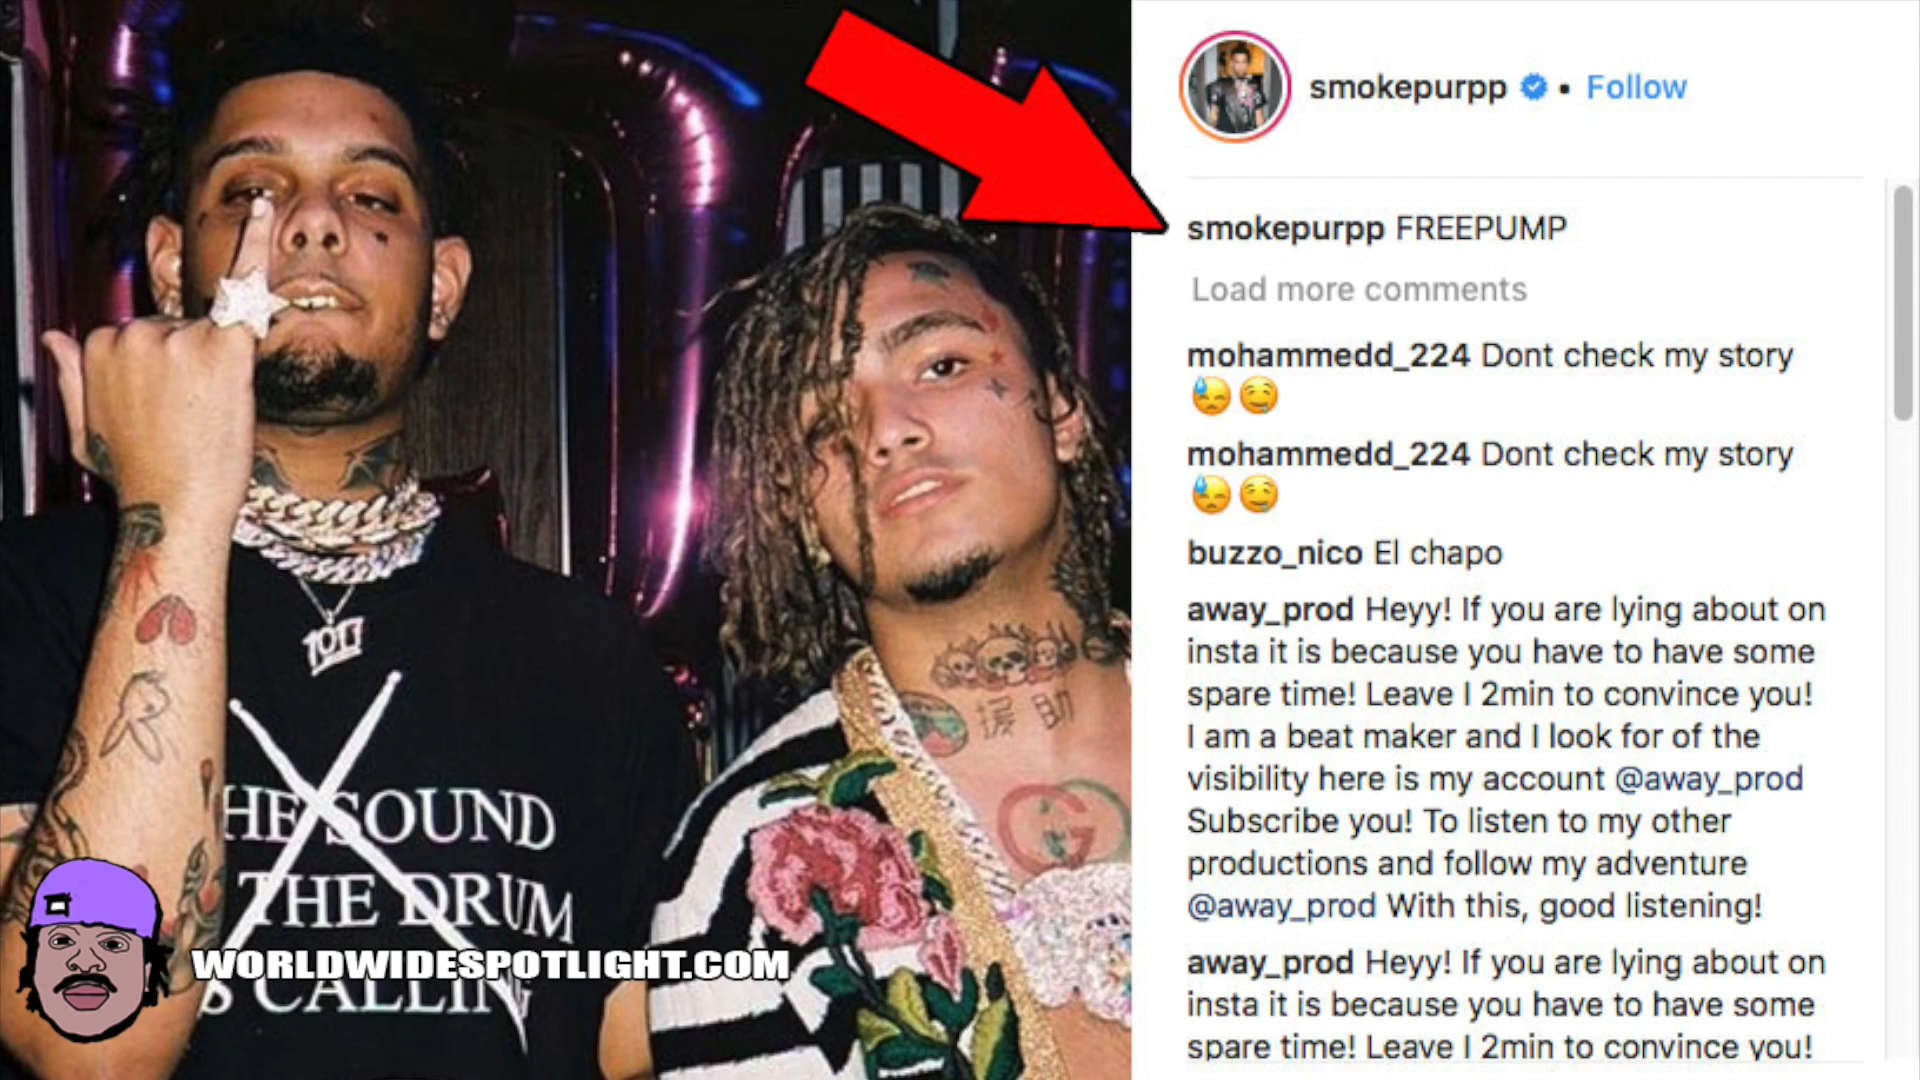 smokepurpp • Follow
smokepurpp FREEPUMP
Load more comments
mohammedd_224 Dont check my story
😓🤤
mohammedd_224 Dont check my story
😓🤤
buzzo_nico El chapo
away_prod Heyy! If you are lying about on
insta it is because you have to have some
spare time! Leave I 2min to convince you!
I am a beat maker and I look for of the
visibility here is my account @away_prod
Subscribe you! To listen to my other
productions and follow my adventure
@away_prod With this, good listening!
away_prod Heyy! If you are lying about on
insta it is because you have to have some
spare time! Leave I 2min to convince you!
1017
HE SOUND
THE DRUM
S CALLING
WORLDWIDESPOTLIGHT.COM
G